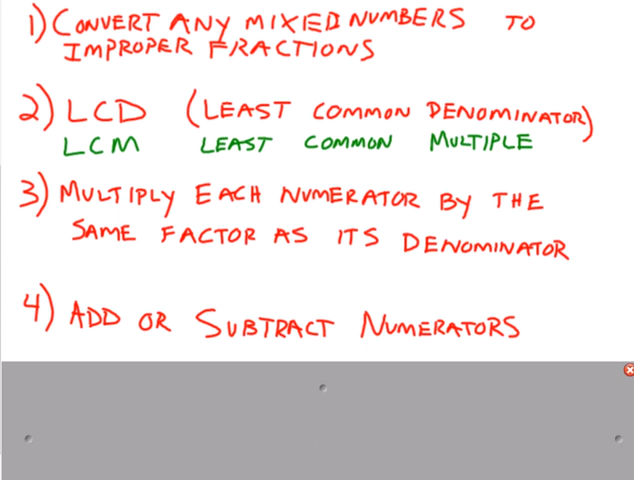 1) CONVERT ANY MIXED NUMBERS TO
IMPROPER FRACTIONS
2) LCD (LEAST COMMON DENOMINATOR)
LCM LEAST COMMON MULTIPLE
3) MULTIPLY EACH NUMERATOR BY THE
SAME FACTOR AS ITS DENOMINATOR
4) ADD OR SUBTRACT NUMERATORS